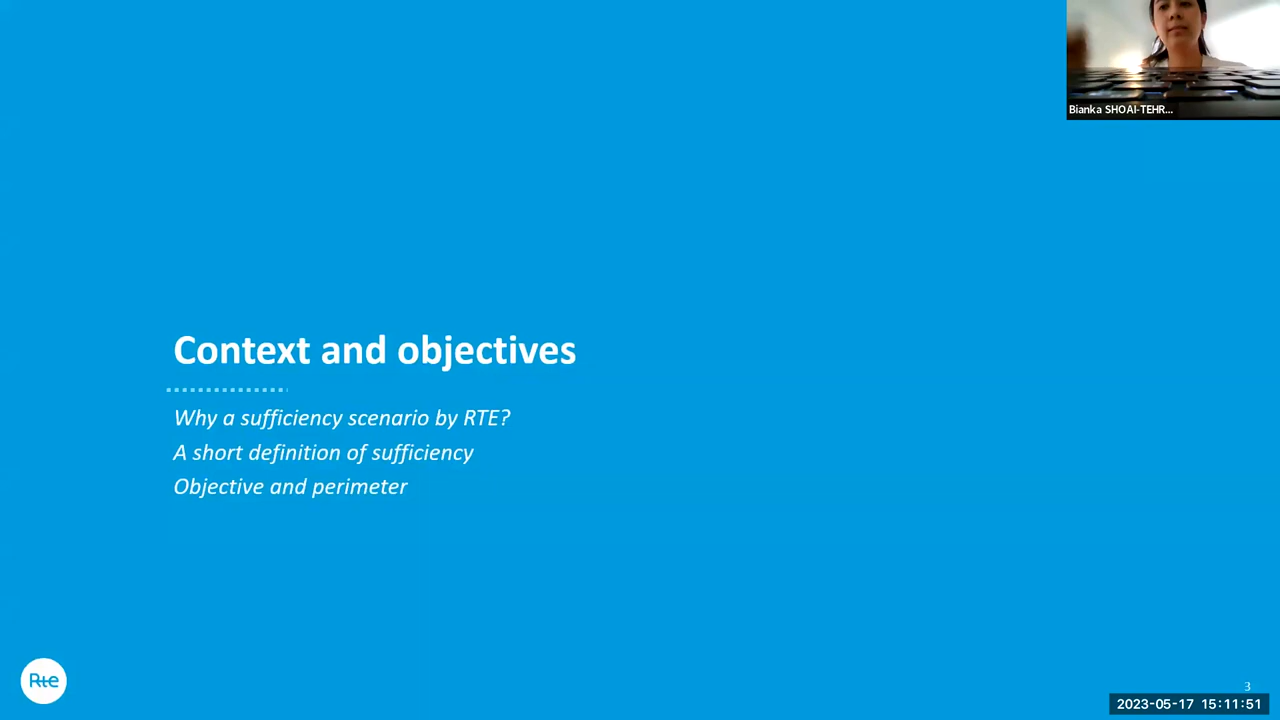 Bianka SHOAI-TEHR...
Context and objectives
Why a sufficiency scenario by RTE?
A short definition of sufficiency
Objective and perimeter
Rte
3
2023-05-17 15:11:51